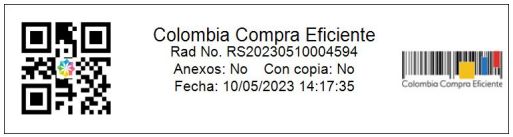 Colombia Compra Eficiente
Rad No. RS20230510004594
Anexos: No Con copia: No
Fecha: 10/05/2023 14:17:35
Colombia Compra Eficiente